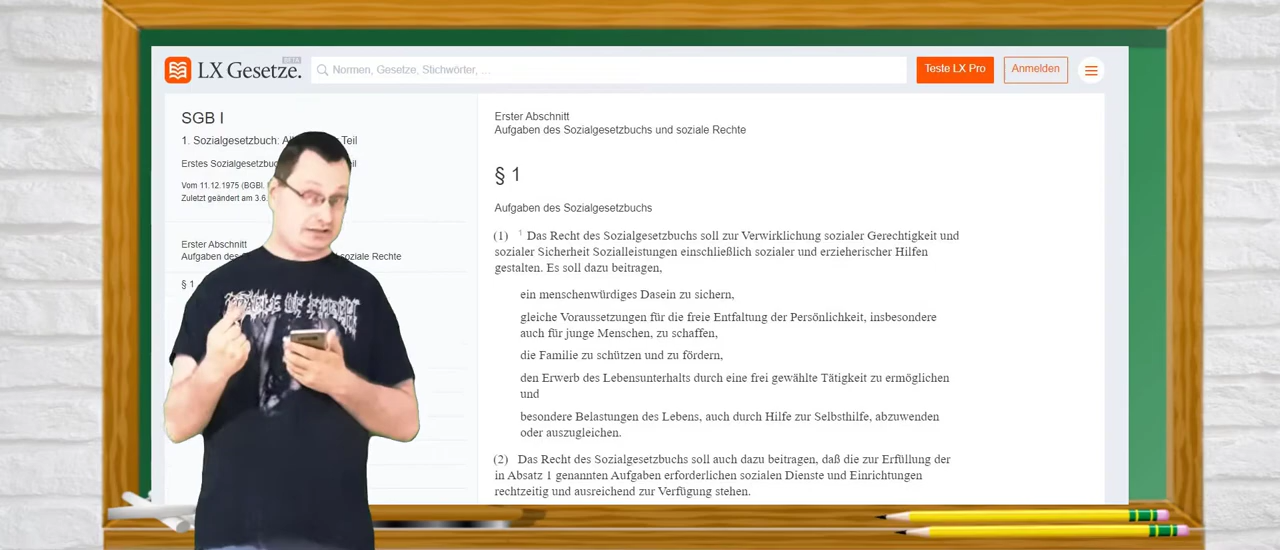 LX Gesetze.
BETA
Normen, Gesetze, Stichwörter, ...
Teste LX Pro
Anmelden
SGB I
1. Sozialgesetzbuch: Teil
Erstes
Vom 11.12.1975 (BGBl.
Zuletzt geändert am 3.6.
Erster Abschnitt
Aufgaben des soziale Rechte
§ 1
Erster Abschnitt
Aufgaben des Sozialgesetzbuchs und soziale Rechte
§ 1
Aufgaben des Sozialgesetzbuchs
(1) 1 Das Recht des Sozialgesetzbuchs soll zur Verwirklichung sozialer Gerechtigkeit und
sozialer Sicherheit Sozialleistungen einschließlich sozialer und erzieherischer Hilfen
gestalten. Es soll dazu beitragen,
ein menschenwürdiges Dasein zu sichern,
gleiche Voraussetzungen für die freie Entfaltung der Persönlichkeit, insbesondere
auch für junge Menschen, zu schaffen,
die Familie zu schützen und zu fördern,
den Erwerb des Lebensunterhalts durch eine frei gewählte Tätigkeit zu ermöglichen
und
besondere Belastungen des Lebens, auch durch Hilfe zur Selbsthilfe, abzuwenden
oder auszugleichen.
(2) Das Recht des Sozialgesetzbuchs soll auch dazu beitragen, daß die zur Erfüllung der
in Absatz 1 genannten Aufgaben erforderlichen sozialen Dienste und Einrichtungen
rechtzeitig und ausreichend zur Verfügung stehen.
CRADLE OF FILTH